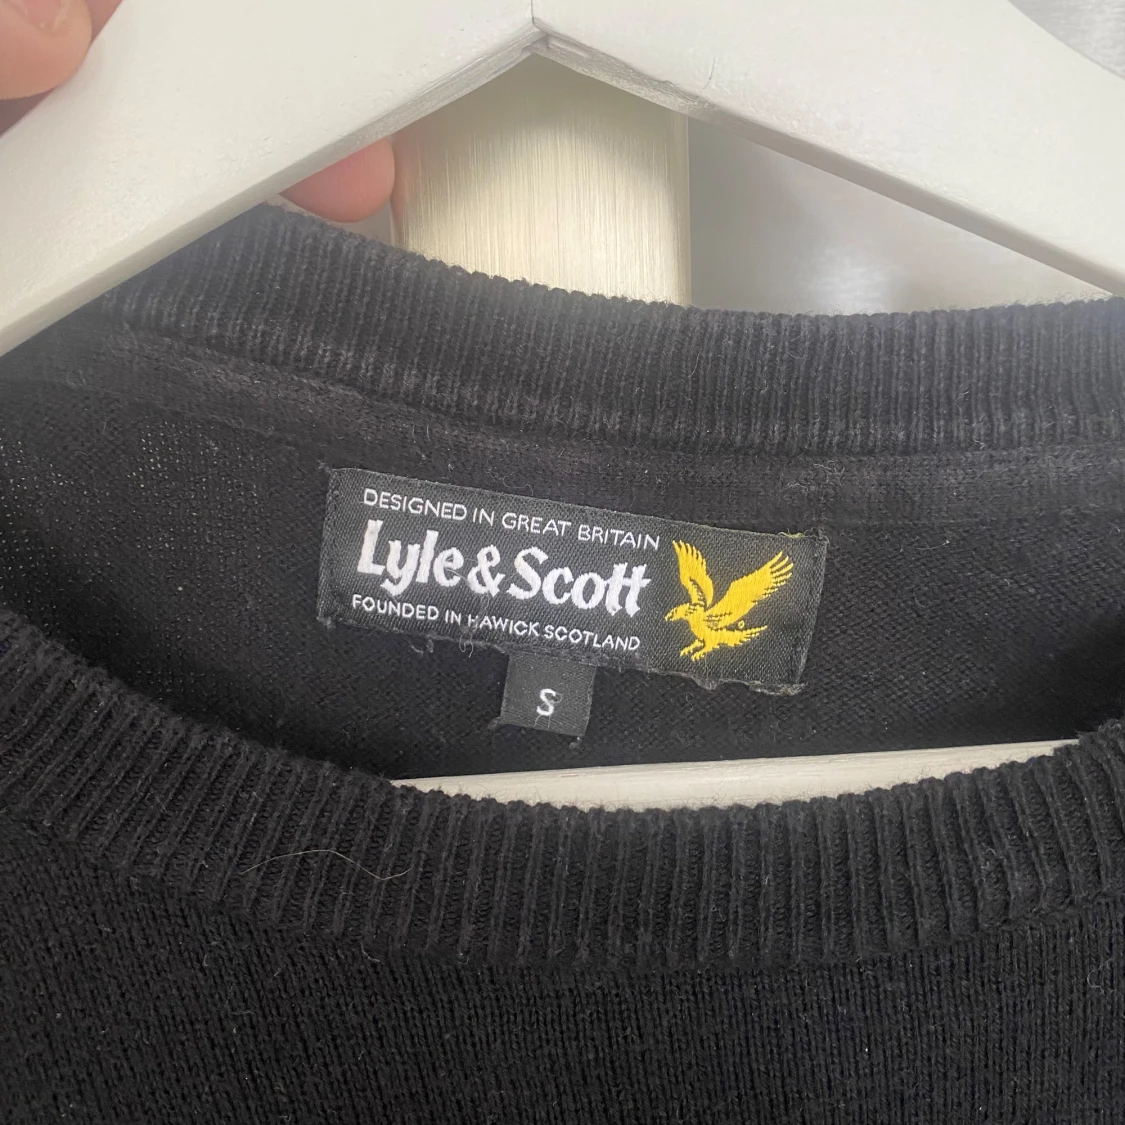 DESIGNED IN GREAT BRITAIN
Lyle & Scott
FOUNDED IN HAWICK SCOTLAND
S